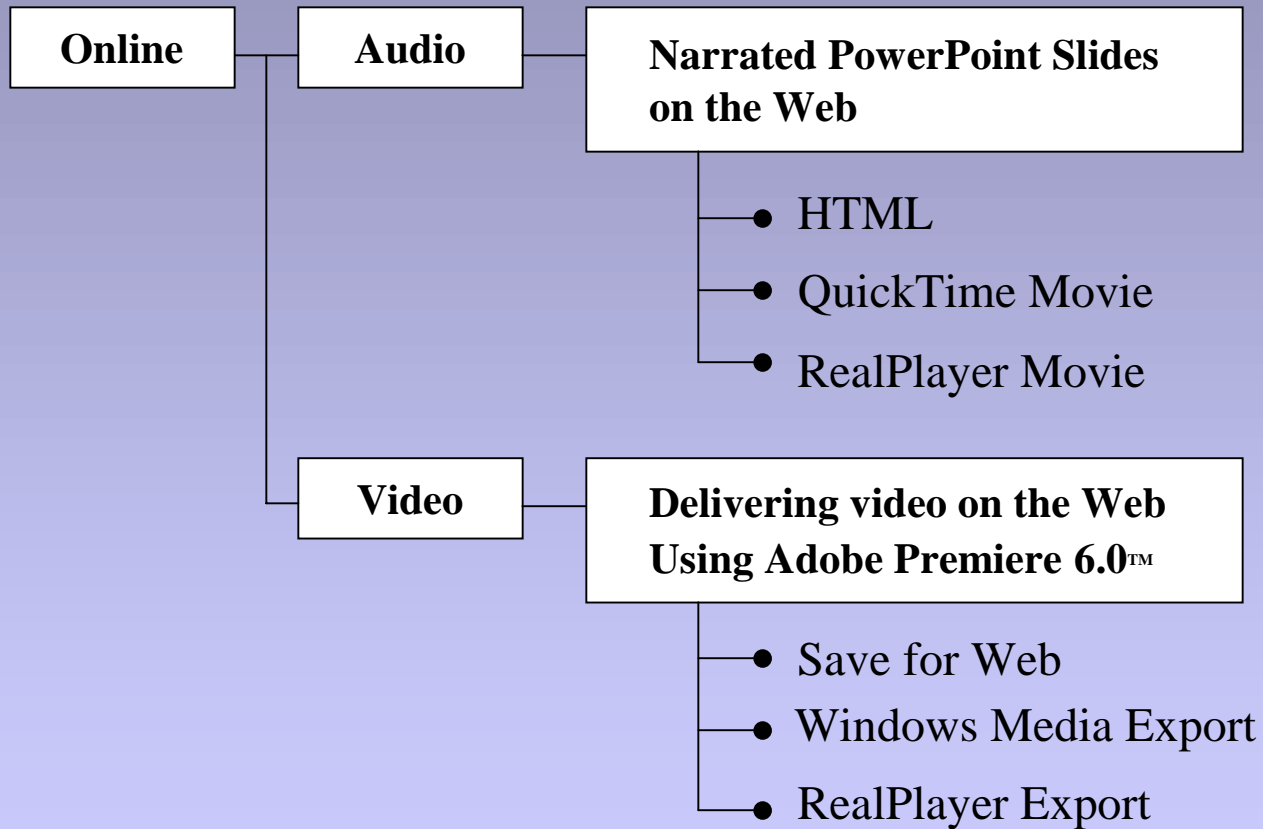 Online
Audio
Narrated PowerPoint Slides
on the Web
HTML
QuickTime Movie
RealPlayer Movie
Video
Delivering video on the Web
Using Adobe Premiere 6.0™
Save for Web
Windows Media Export
RealPlayer Export